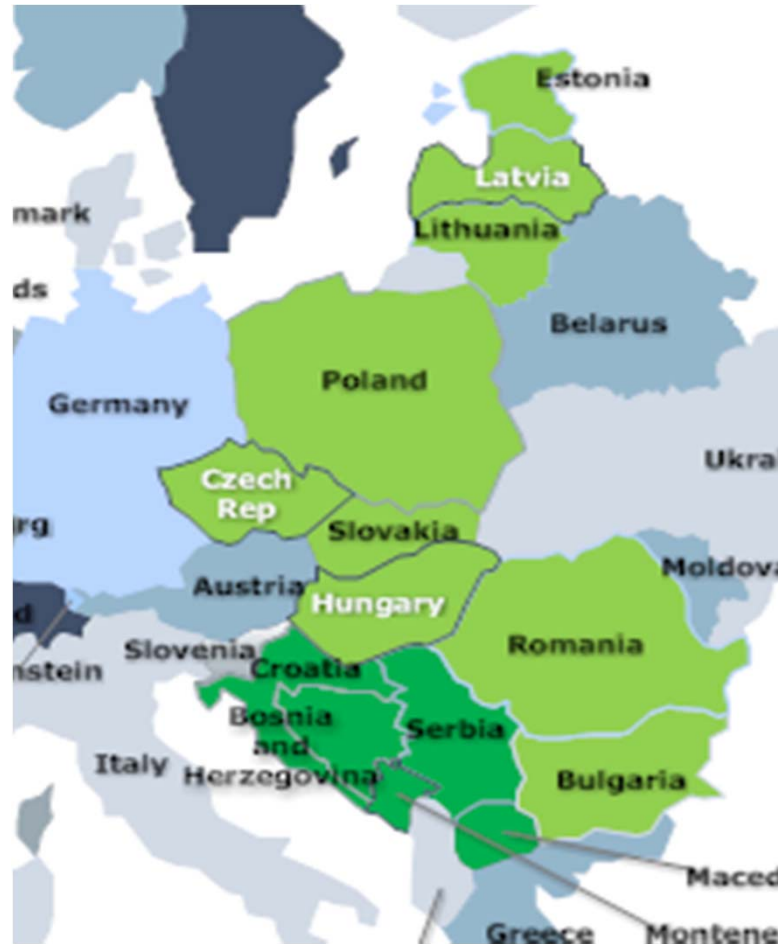 Estonia
Latvia
mark
Lithuania
ds
Belarus
Poland
Germany
Ukrai
Czech
Rep
rg
Slovakia
Moldova
Austria
Hungary
d
Romania
Slovenia
nstein
Croatia
Bosnia
and
Herzegovina
Serbia
Italy
Bulgaria
Maced
Greece
Montene